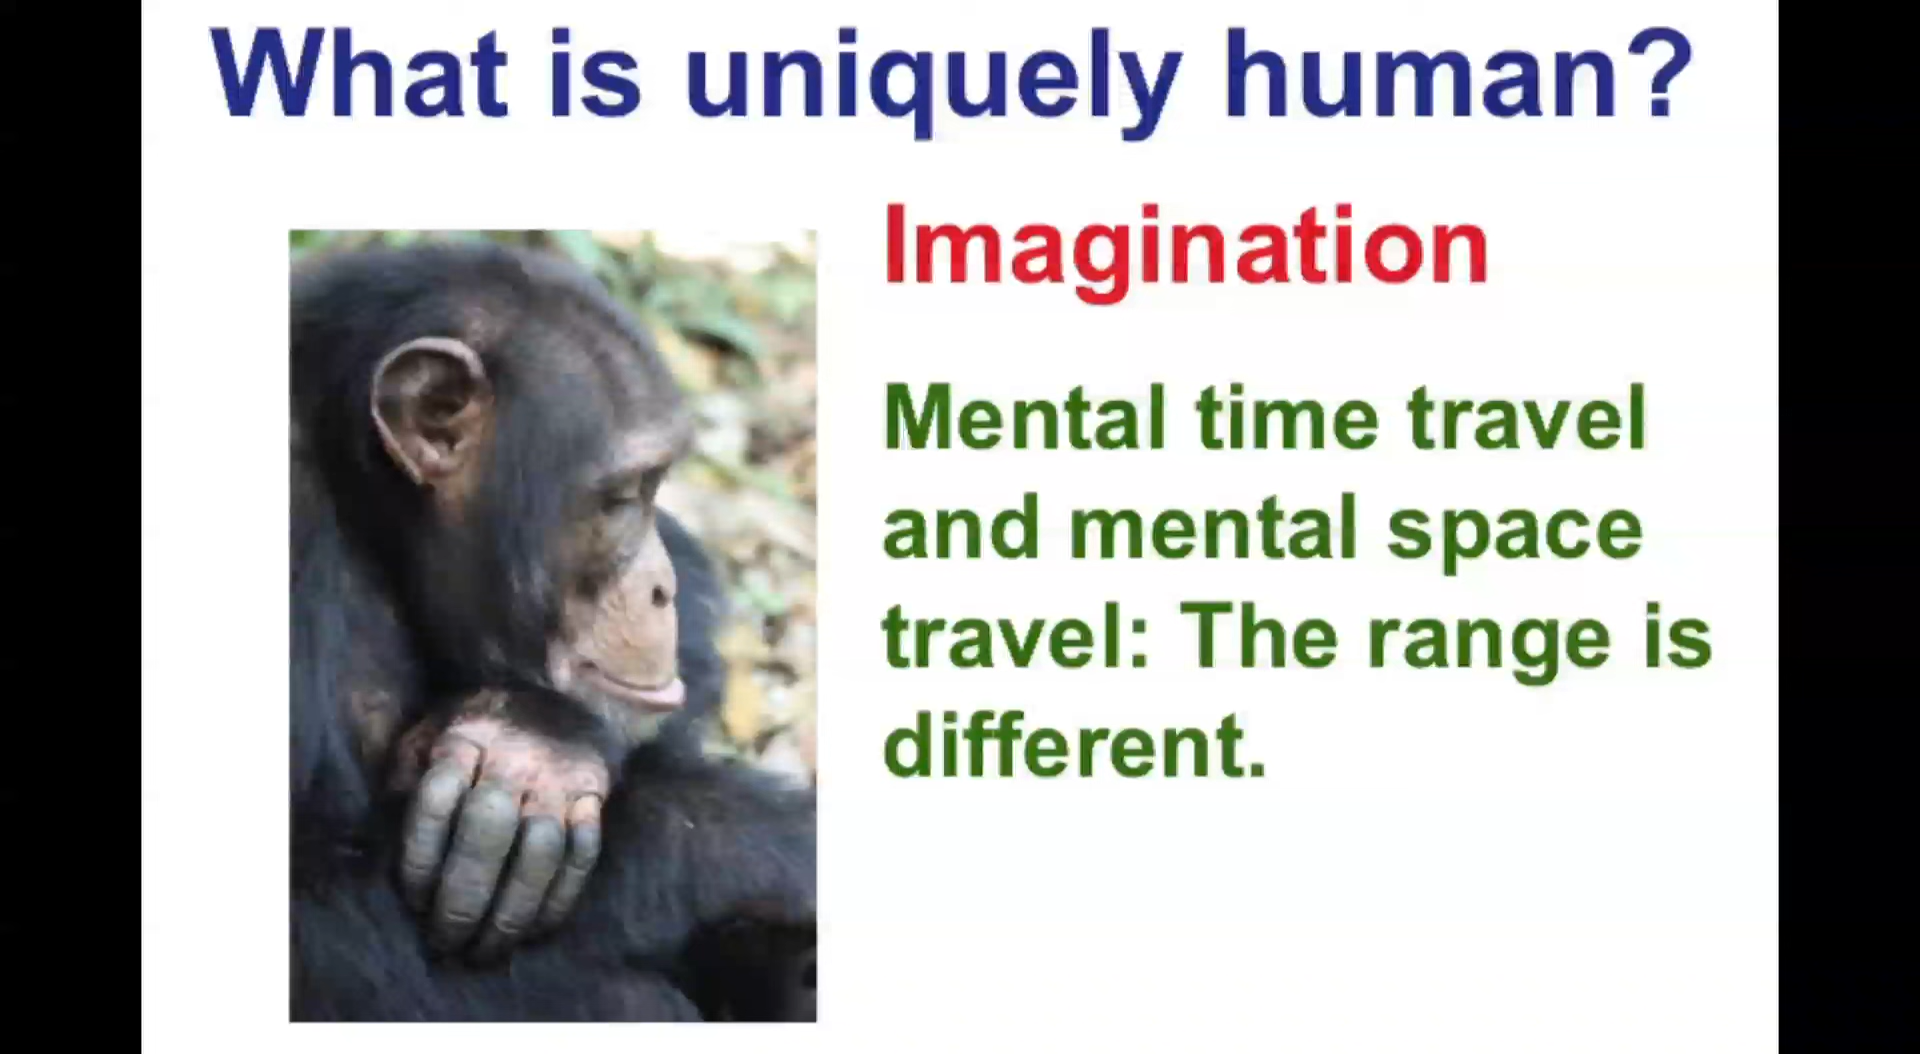 What is uniquely human?
Imagination
Mental time travel
and mental space
travel: The range is
different.